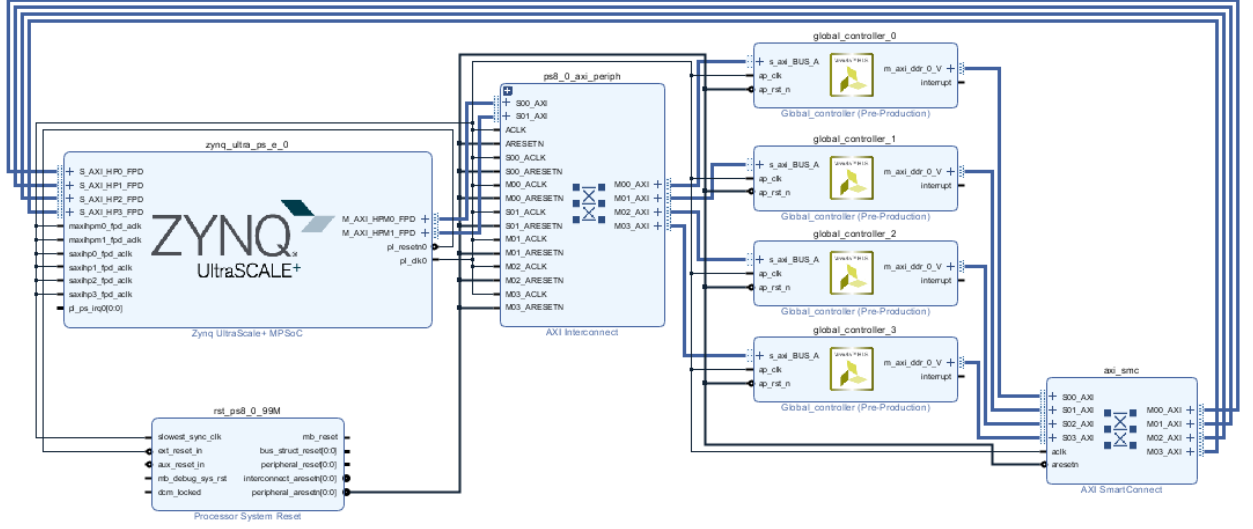 global_controller_0
s_axi_BUS_A
ap_clk
ap_rst_n
m_axi_ddr_0_V
interrupt
Global_controller (Pre-Production)
ps8_0_axi_periph
S00_AXI
S01_AXI
ACLK
ARESETN
S00_ACLK
S00_ARESETN
M00_ACLK
M00_ARESETN
S01_ACLK
S01_ARESETN
M01_ACLK
M01_ARESETN
M02_ACLK
M02_ARESETN
M03_ACLK
M03_ARESETN
M00_AXI
M01_AXI
M02_AXI
M03_AXI
AXI Interconnect
zynq_ultra_ps_e_0
S_AXI_HP0_FPD
S_AXI_HP1_FPD
S_AXI_HP2_FPD
S_AXI_HP3_FPD
maxihpm0_fpd_aclk
maxihpm1_fpd_aclk
saxihp0_fpd_aclk
saxihp1_fpd_aclk
saxihp2_fpd_aclk
saxihp3_fpd_aclk
pl_ps_irq0[0:0]
ZYNQ
UltraSCALE+
M_AXI_HPM0_FPD
M_AXI_HPM1_FPD
pl_resetn0
pl_clk0
Zynq UltraScale+ MPSoC
global_controller_1
s_axi_BUS_A
ap_clk
ap_rst_n
m_axi_ddr_0_V
interrupt
Global_controller (Pre-Production)
global_controller_2
s_axi_BUS_A
ap_clk
ap_rst_n
m_axi_ddr_0_V
interrupt
Global_controller (Pre-Production)
global_controller_3
s_axi_BUS_A
ap_clk
ap_rst_n
m_axi_ddr_0_V
interrupt
Global_controller (Pre-Production)
axi_smc
S00_AXI
S01_AXI
S02_AXI
S03_AXI
aclk
aresetn
M00_AXI
M01_AXI
M02_AXI
M03_AXI
AXI SmartConnect
rst_ps8_0_99M
slowest_sync_clk
ext_reset_in
aux_reset_in
mb_debug_sys_rst
dcm_locked
mb_reset
bus_struct_reset[0:0]
peripheral_reset[0:0]
interconnect_aresetn[0:0]
peripheral_aresetn[0:0]
Processor System Reset